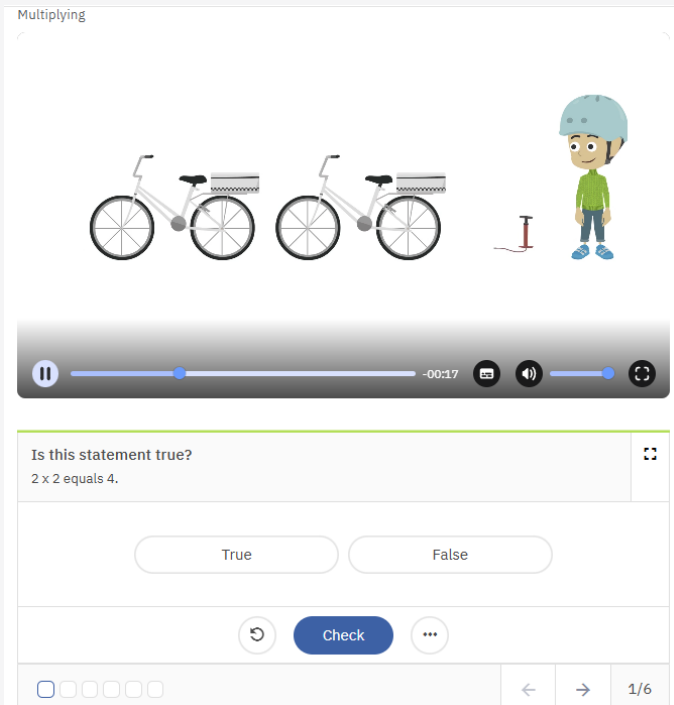 Multiplying
-00:17
Is this statement true?
2 x 2 equals 4.
True
False
Check
1/6